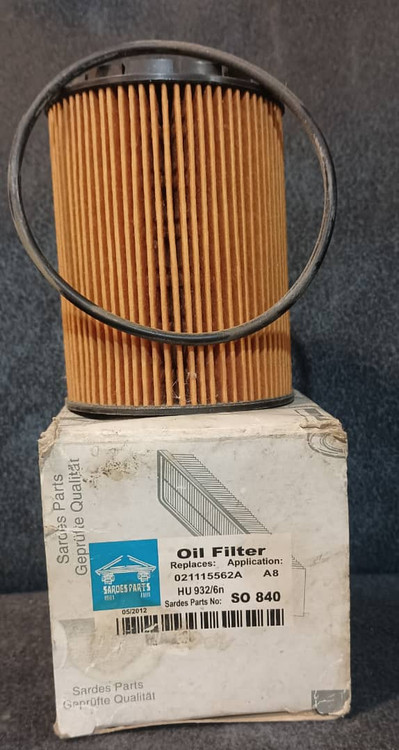 Sardes Parts
Geprüfte Qualität
Oil Filter
Replaces: Application:
021115562A A8
HU 932/6n
Sardes Parts No: SO 840
SARDES PARTS
05/2012
Sardes Parts
Geprüfte Qualität